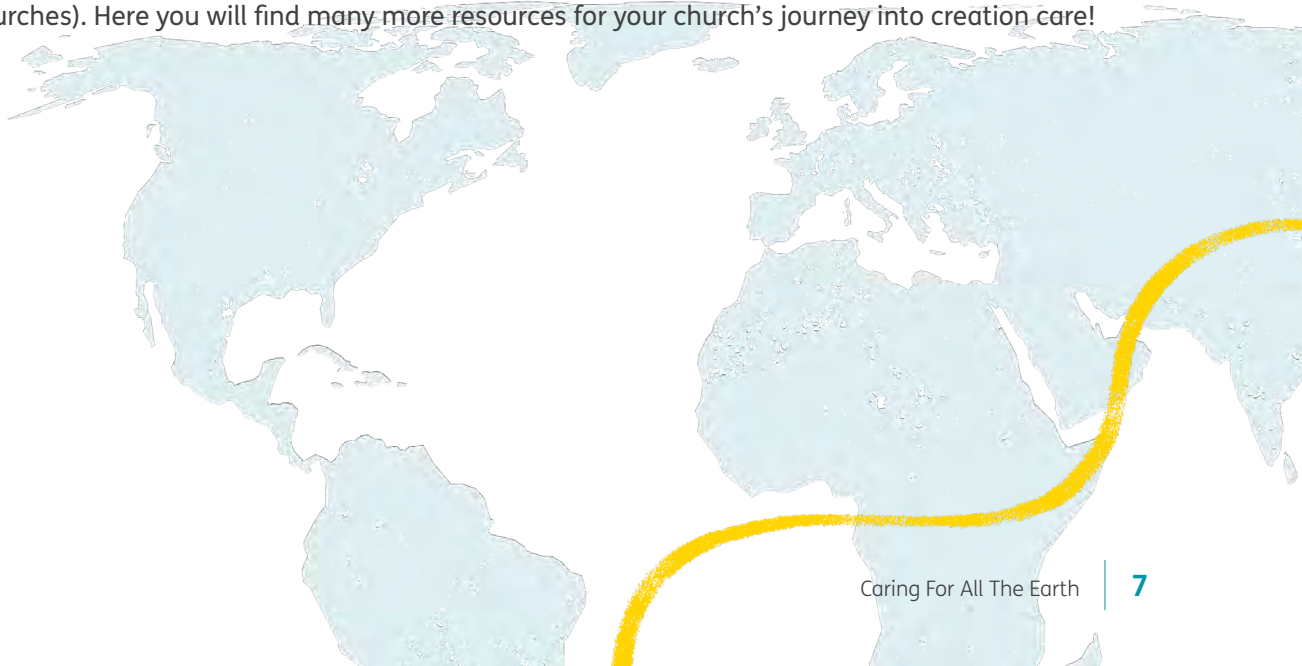 urches). Here you will find many more resources for your church’s journey into creation care!
Caring For All The Earth
7